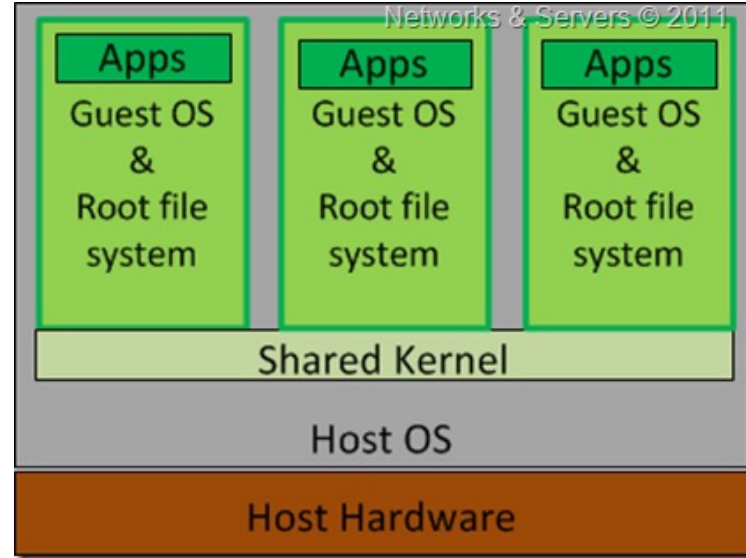 Networks & Servers © 2011
Apps
Guest OS
&
Root file
system
Apps
Guest OS
&
Root file
system
Apps
Guest OS
&
Root file
system
Shared Kernel
Host OS
Host Hardware